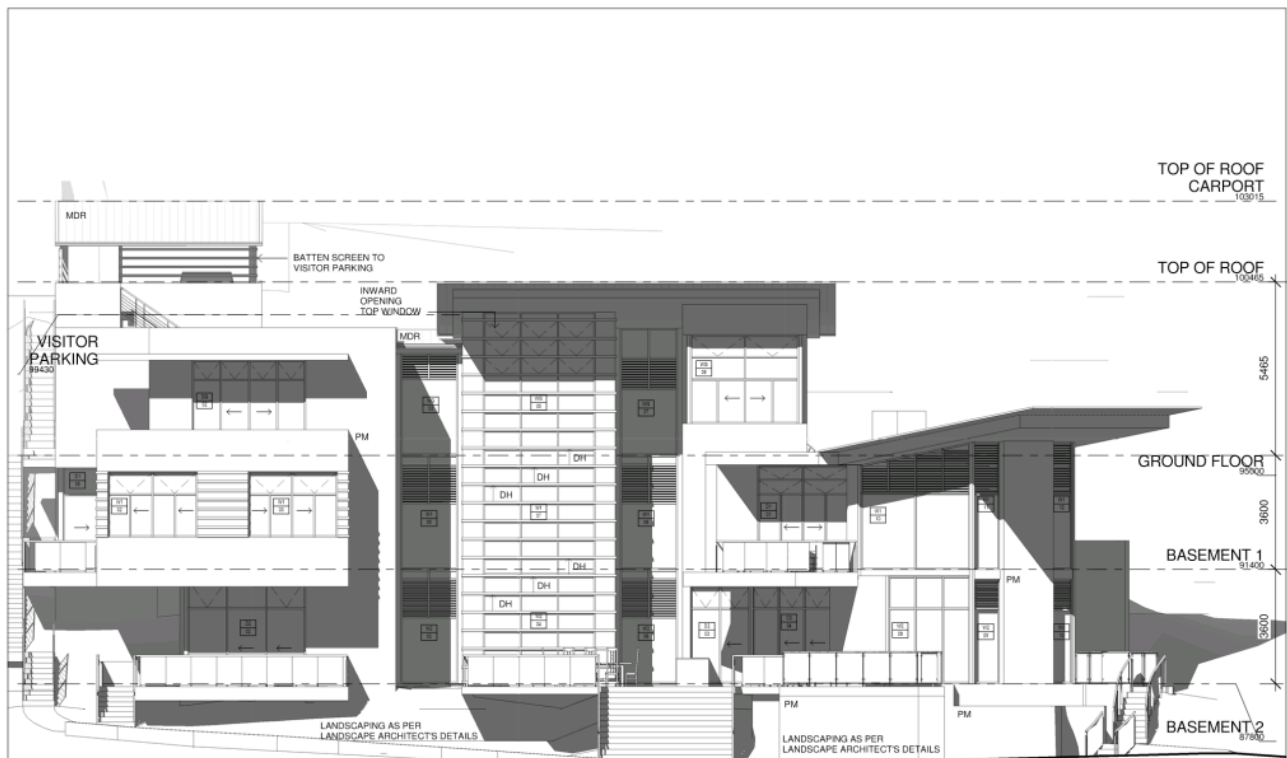 TOP OF ROOF
CARPORT
103015
MDR
BATTEN SCREEN TO
VISITOR PARKING
TOP OF ROOF
100465
INWARD
OPENING
TOP WINDOW
MDR
VISITOR
PARKING
99430
5465
PM
DH
GROUND FLOOR
95000
DH
DH
3600
BASEMENT 1
91400
DH
PM
DH
DH
3600
PM
PM
LANDSCAPING AS PER
LANDSCAPE ARCHITECT'S DETAILS
LANDSCAPING AS PER
LANDSCAPE ARCHITECT'S DETAILS
BASEMENT 2
87800